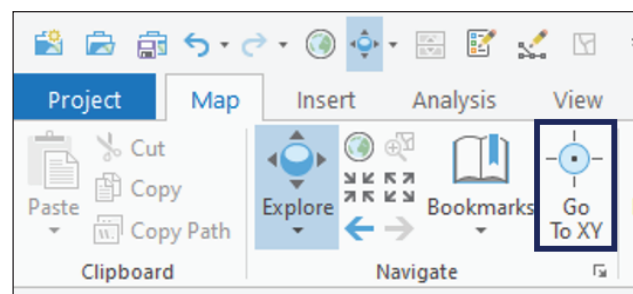 Project Map Insert Analysis View
Cut
Copy
Copy Path
Paste
Clipboard
Explore
Bookmarks
Go
To XY
Navigate